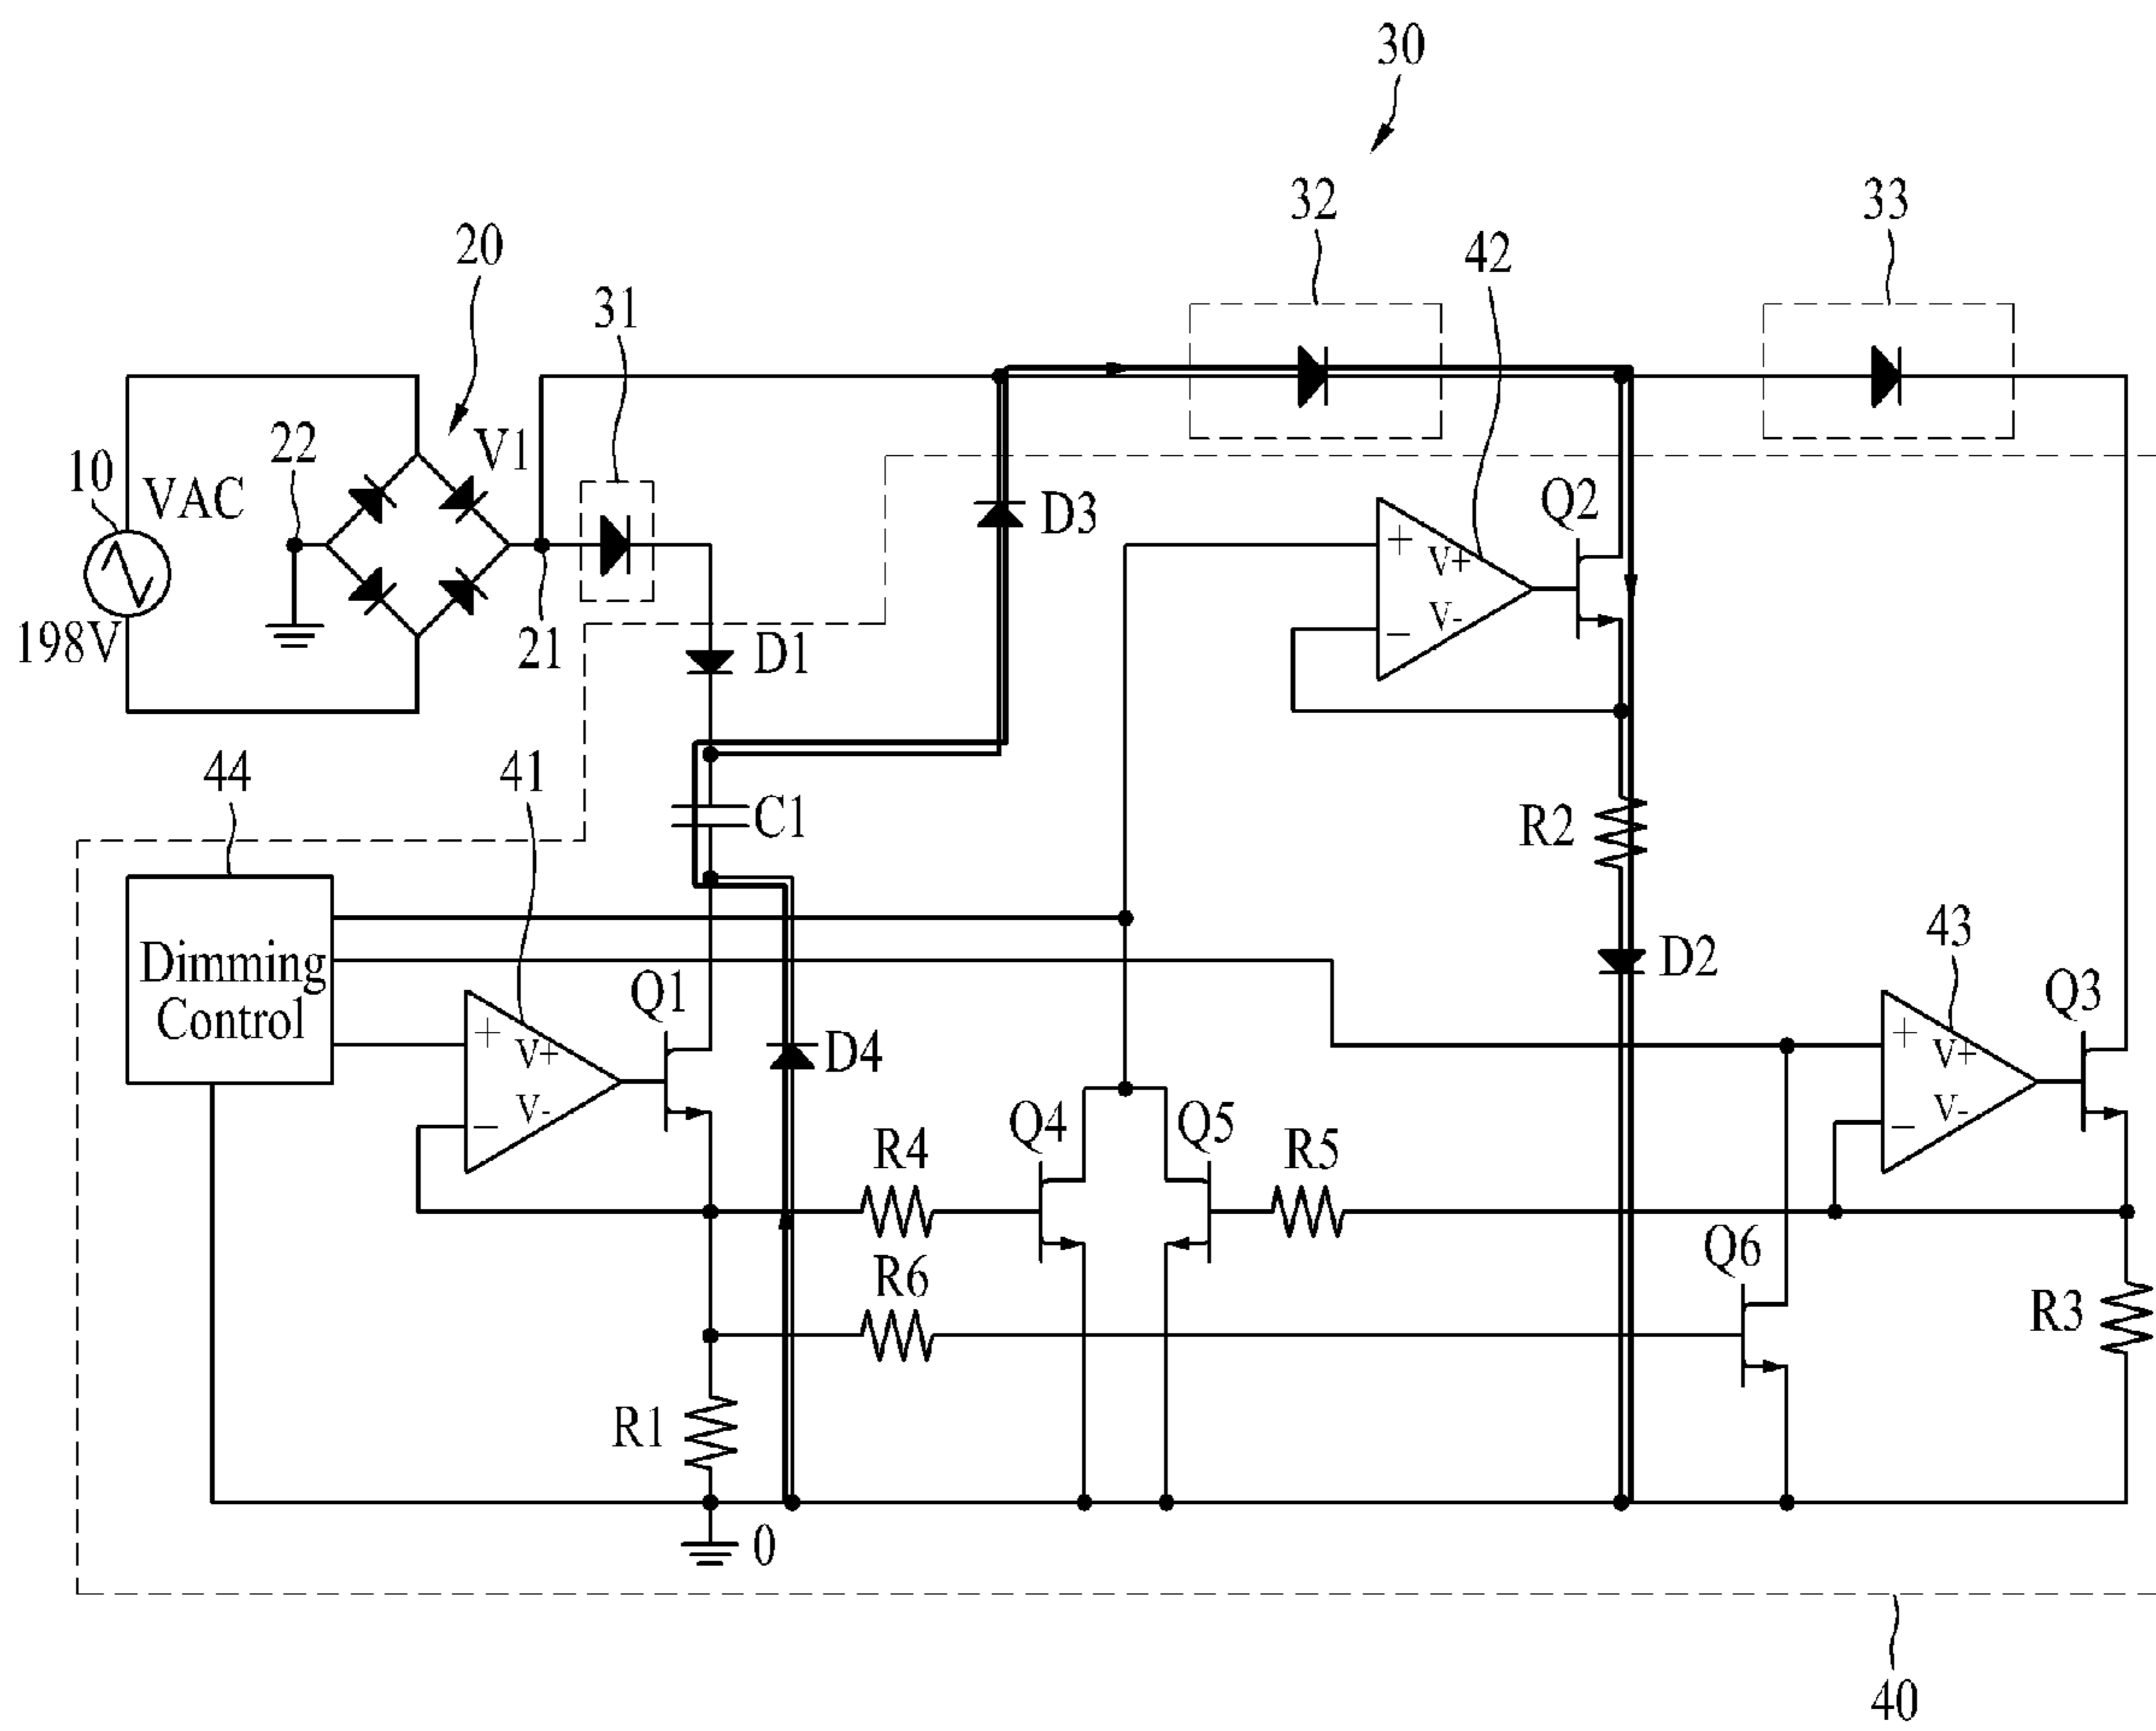 30
32
33
42
20
31
V1
22
10
VAC
Q2
+
V+
V-
−
D3
198V
21
D1
44
41
C1
R2
43
Dimming
Control
Q1
D2
Q3
+
V+
V-
−
D4
+
V+
V-
−
Q4
Q5
R4
R5
Q6
R6
R3
R1
0
40